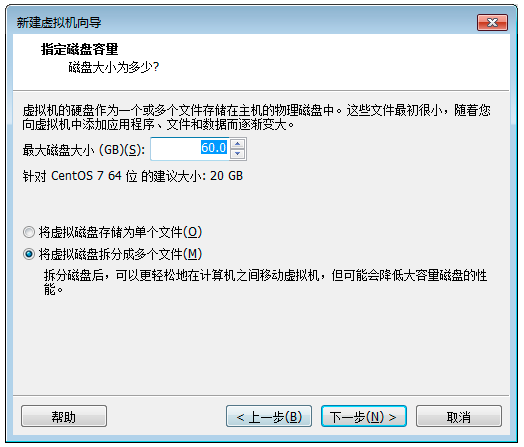 新建虚拟机向导
指定磁盘容量
磁盘大小为多少?
虚拟机的硬盘作为一个或多个文件存储在主机的物理磁盘中。这些文件最初很小，随着您
向虚拟机中添加应用程序、文件和数据而逐渐变大。
最大磁盘大小 (GB)(S): 60.0
针对 CentOS 7 64 位 的建议大小: 20 GB
将虚拟磁盘存储为单个文件(O)
将虚拟磁盘拆分成多个文件(M)
拆分磁盘后，可以更轻松地在计算机之间移动虚拟机，但可能会降低大容量磁盘的性
能。
帮助 < 上一步(B) 下一步(N) > 取消